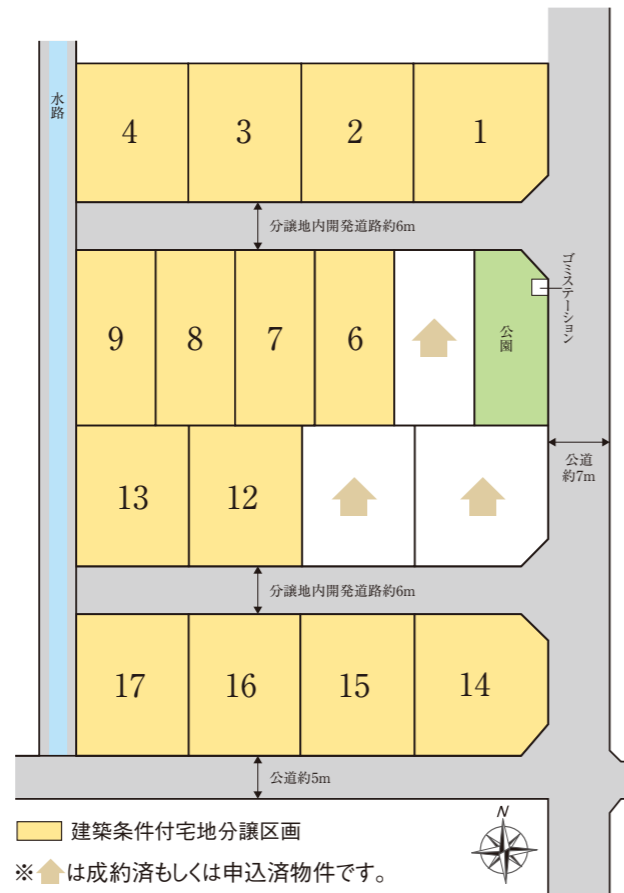 水路
4
3
2
1
分譲地内開発道路約6m
ゴミステーション
9
8
7
6
公園
公道
約7m
13
12
分譲地内開発道路約6m
17
16
15
14
公道約5m
建築条件付宅地分譲区画
N
※は成約済もしくは申込済物件です。